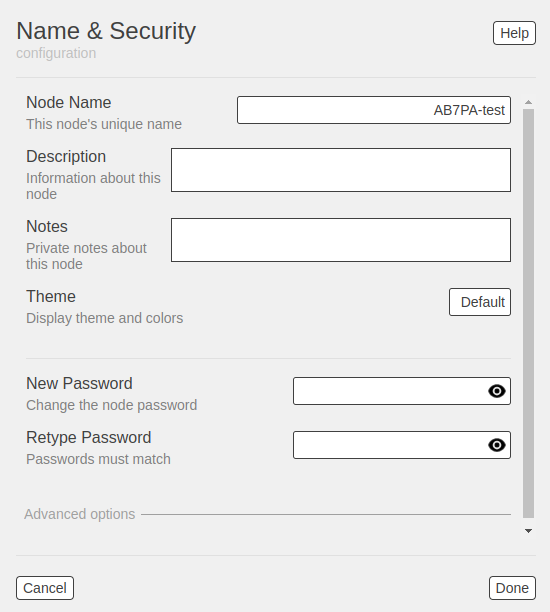 Name & Security
Help
configuration
Node Name
AB7PA-test
This node's unique name
Description
Information about this
node
Notes
Private notes about
this node
Theme
Default
Display theme and colors
New Password
Change the node password
Retype Password
Passwords must match
Advanced options
Cancel
Done